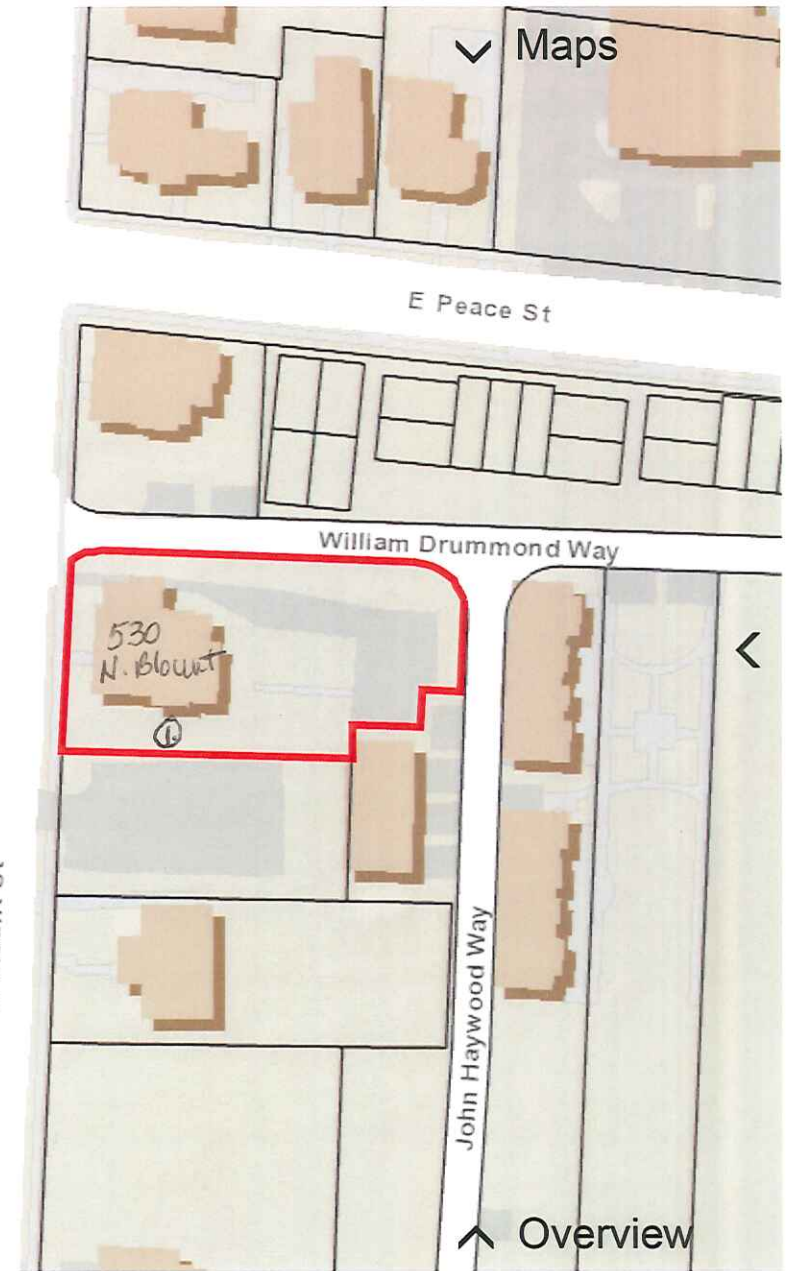 Maps
E Peace St
William Drummond Way
530
N. Blount
1.
John Haywood Way
Overview